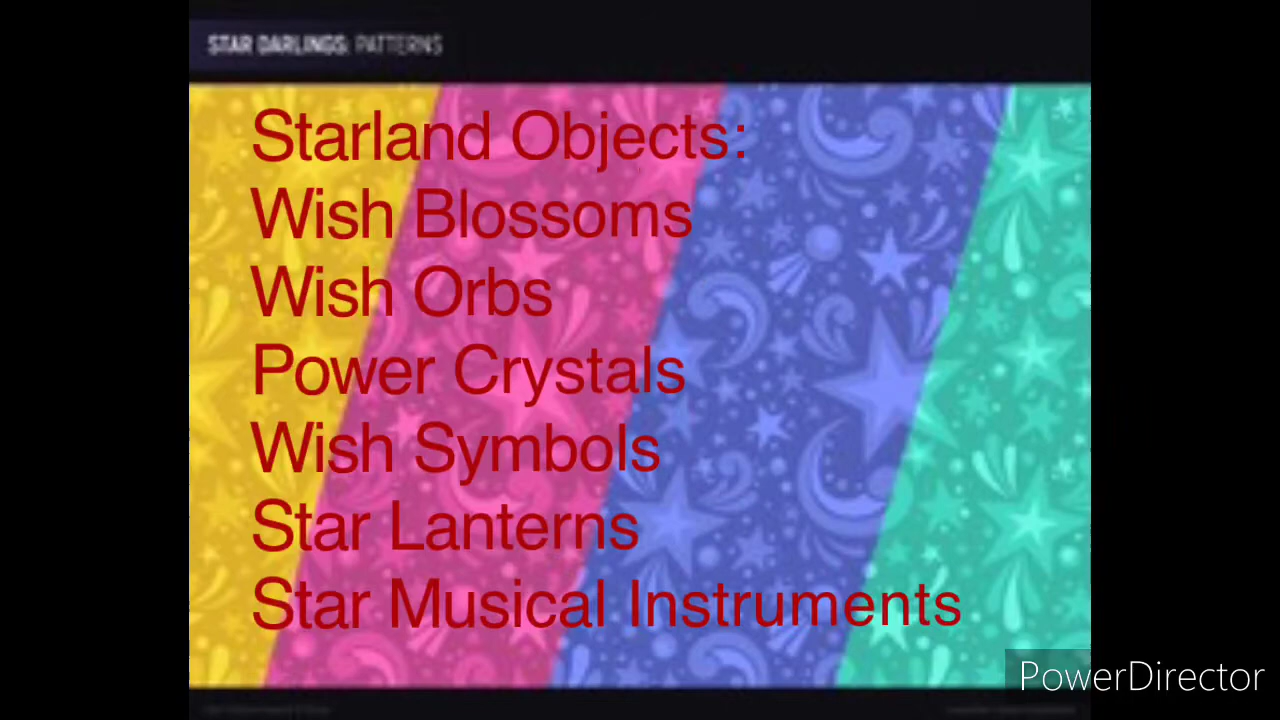 STAR DARLINGS: PATTERNS
Starland Objects:
Wish Blossoms
Wish Orbs
Power Crystals
Wish Symbols
Star Lanterns
Star Musical Instruments
PowerDirector